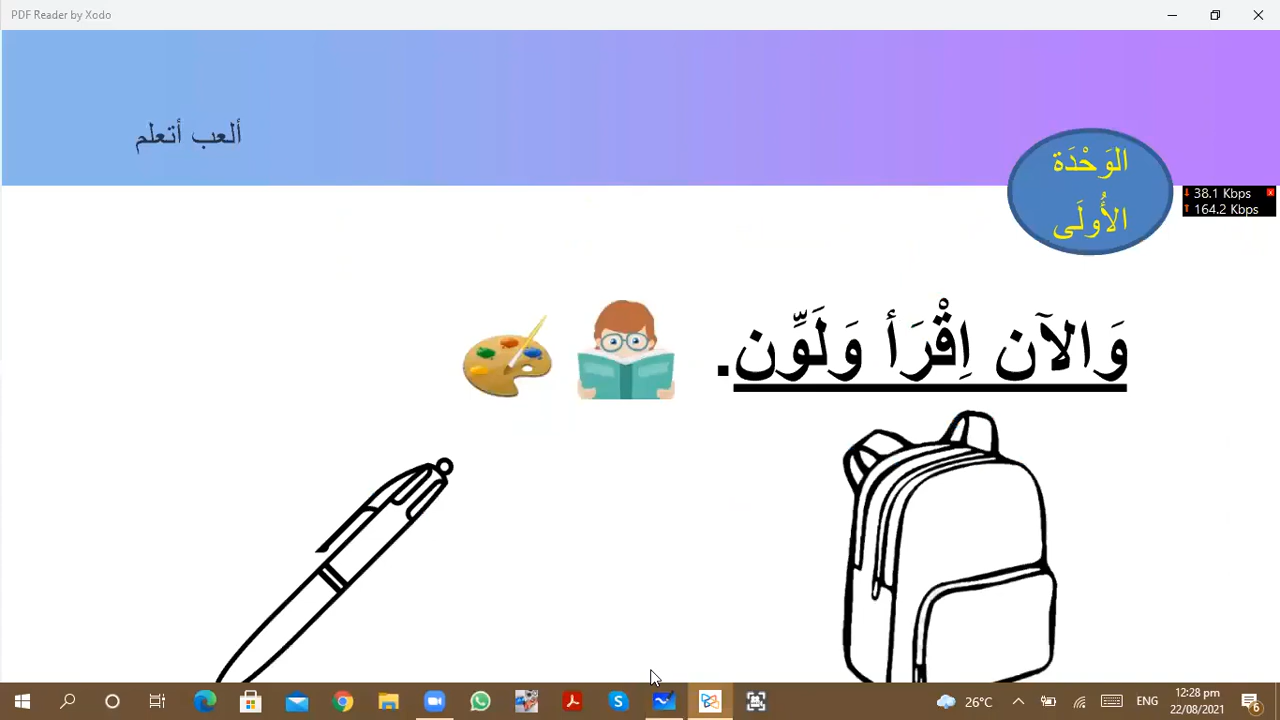 PDF Reader by Xodo
ألعب أتعلم
الوَحْدَة
الأُولَى
38.1 Kbps
164.2 Kbps
وَالآن اِقْرَأ وَلَوِّن.
26°C
ENG
12:28 pm
22/08/2021
6